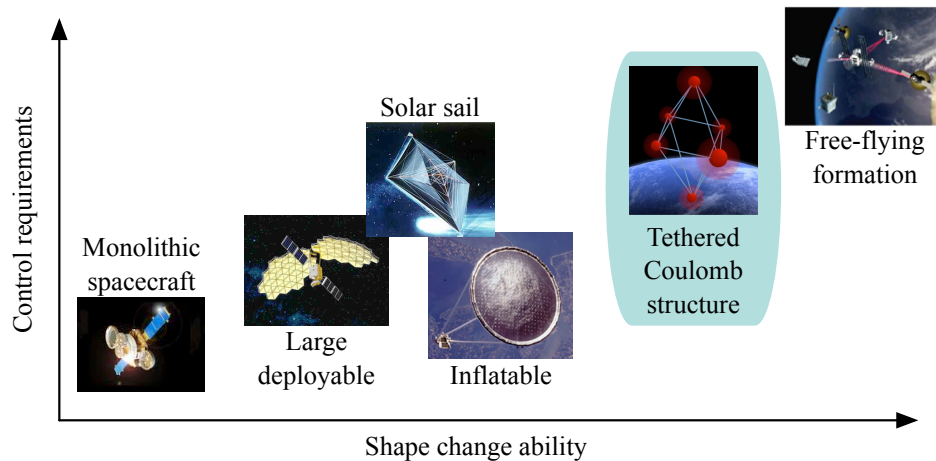 Control requirements
Monolithic
spacecraft
Large
deployable
Solar sail
Inflatable
Tethered
Coulomb
structure
Free-flying
formation
Shape change ability